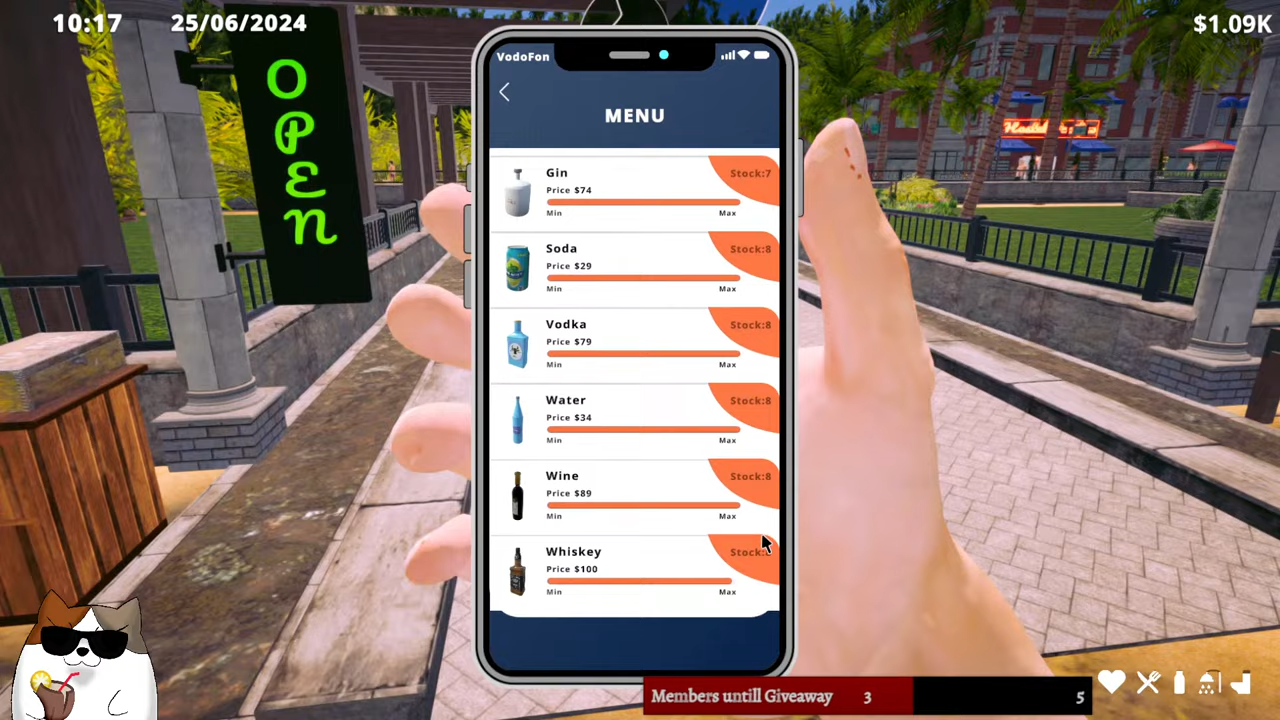 10:17 25/06/2024
$1.09K
OPEN
VodoFon
MENU
Gin
Stock:7
Price $74
Min Max
Soda
Stock:8
Price $29
Min Max
Vodka
Stock:8
Price $79
Min Max
Water
Stock:8
Price $34
Min Max
Wine
Stock:8
Price $89
Min Max
Whiskey
Stock:
Price $100
Min Max
Members untill Giveaway 3 5